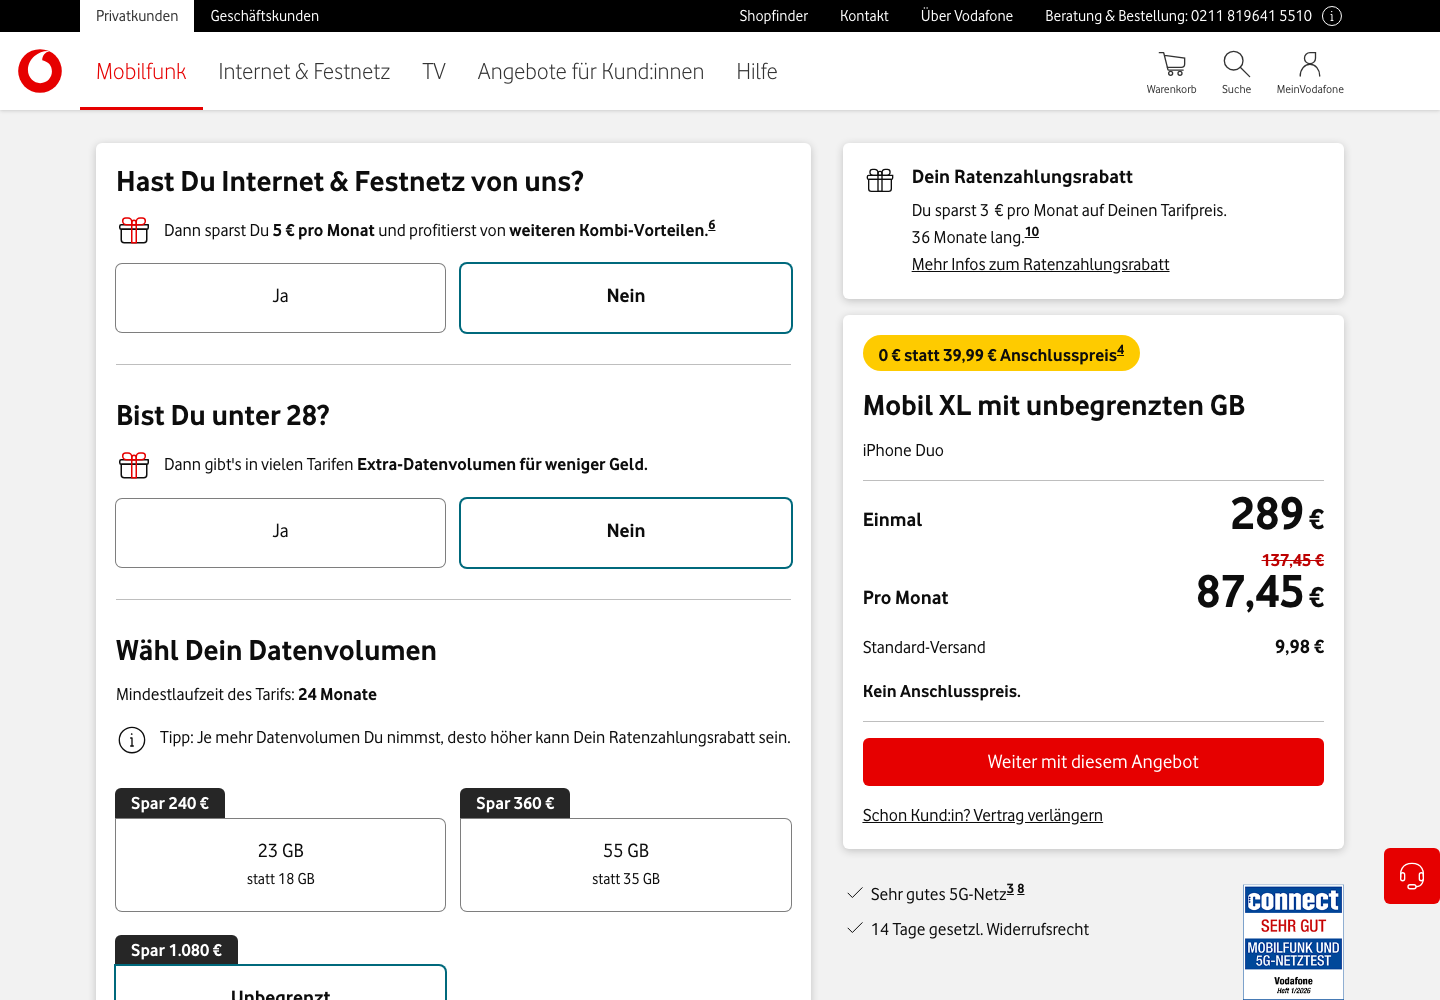 Privatkunden
Geschäftskunden
Shopfinder
Kontakt
Über Vodafone
Beratung & Bestellung: 0211 819641 5510
Mobilfunk
Internet & Festnetz
TV
Angebote für Kund:innen
Hilfe
Warenkorb
Suche
MeinVodafone
Hast Du Internet & Festnetz von uns?
Dann sparst Du 5 € pro Monat und profitierst von weiteren Kombi-Vorteilen.6
Ja
Nein
Bist Du unter 28?
Dann gibt's in vielen Tarifen Extra-Datenvolumen für weniger Geld.
Ja
Nein
Wähl Dein Datenvolumen
Mindestlaufzeit des Tarifs: 24 Monate
Tipp: Je mehr Datenvolumen Du nimmst, desto höher kann Dein Ratenzahlungsrabatt sein.
Spar 240 €
23 GB
statt 18 GB
Spar 360 €
55 GB
statt 35 GB
Spar 1.080 €
Unbegrenzt
Dein Ratenzahlungsrabatt
Du sparst 3 € pro Monat auf Deinen Tarifpreis.
36 Monate lang.10
Mehr Infos zum Ratenzahlungsrabatt
0 € statt 39,99 € Anschlusspreis4
Mobil XL mit unbegrenzten GB
iPhone Duo
Einmal
289 €
137,45 €
Pro Monat
87,45 €
Standard-Versand
9,98 €
Kein Anschlusspreis.
Weiter mit diesem Angebot
Schon Kund:in? Vertrag verlängern
Sehr gutes 5G-Netz3 8
14 Tage gesetzl. Widerrufsrecht
connect
SEHR GUT
MOBILFUNK UND
5G-NETZTEST
Vodafone
Heft 1/2026